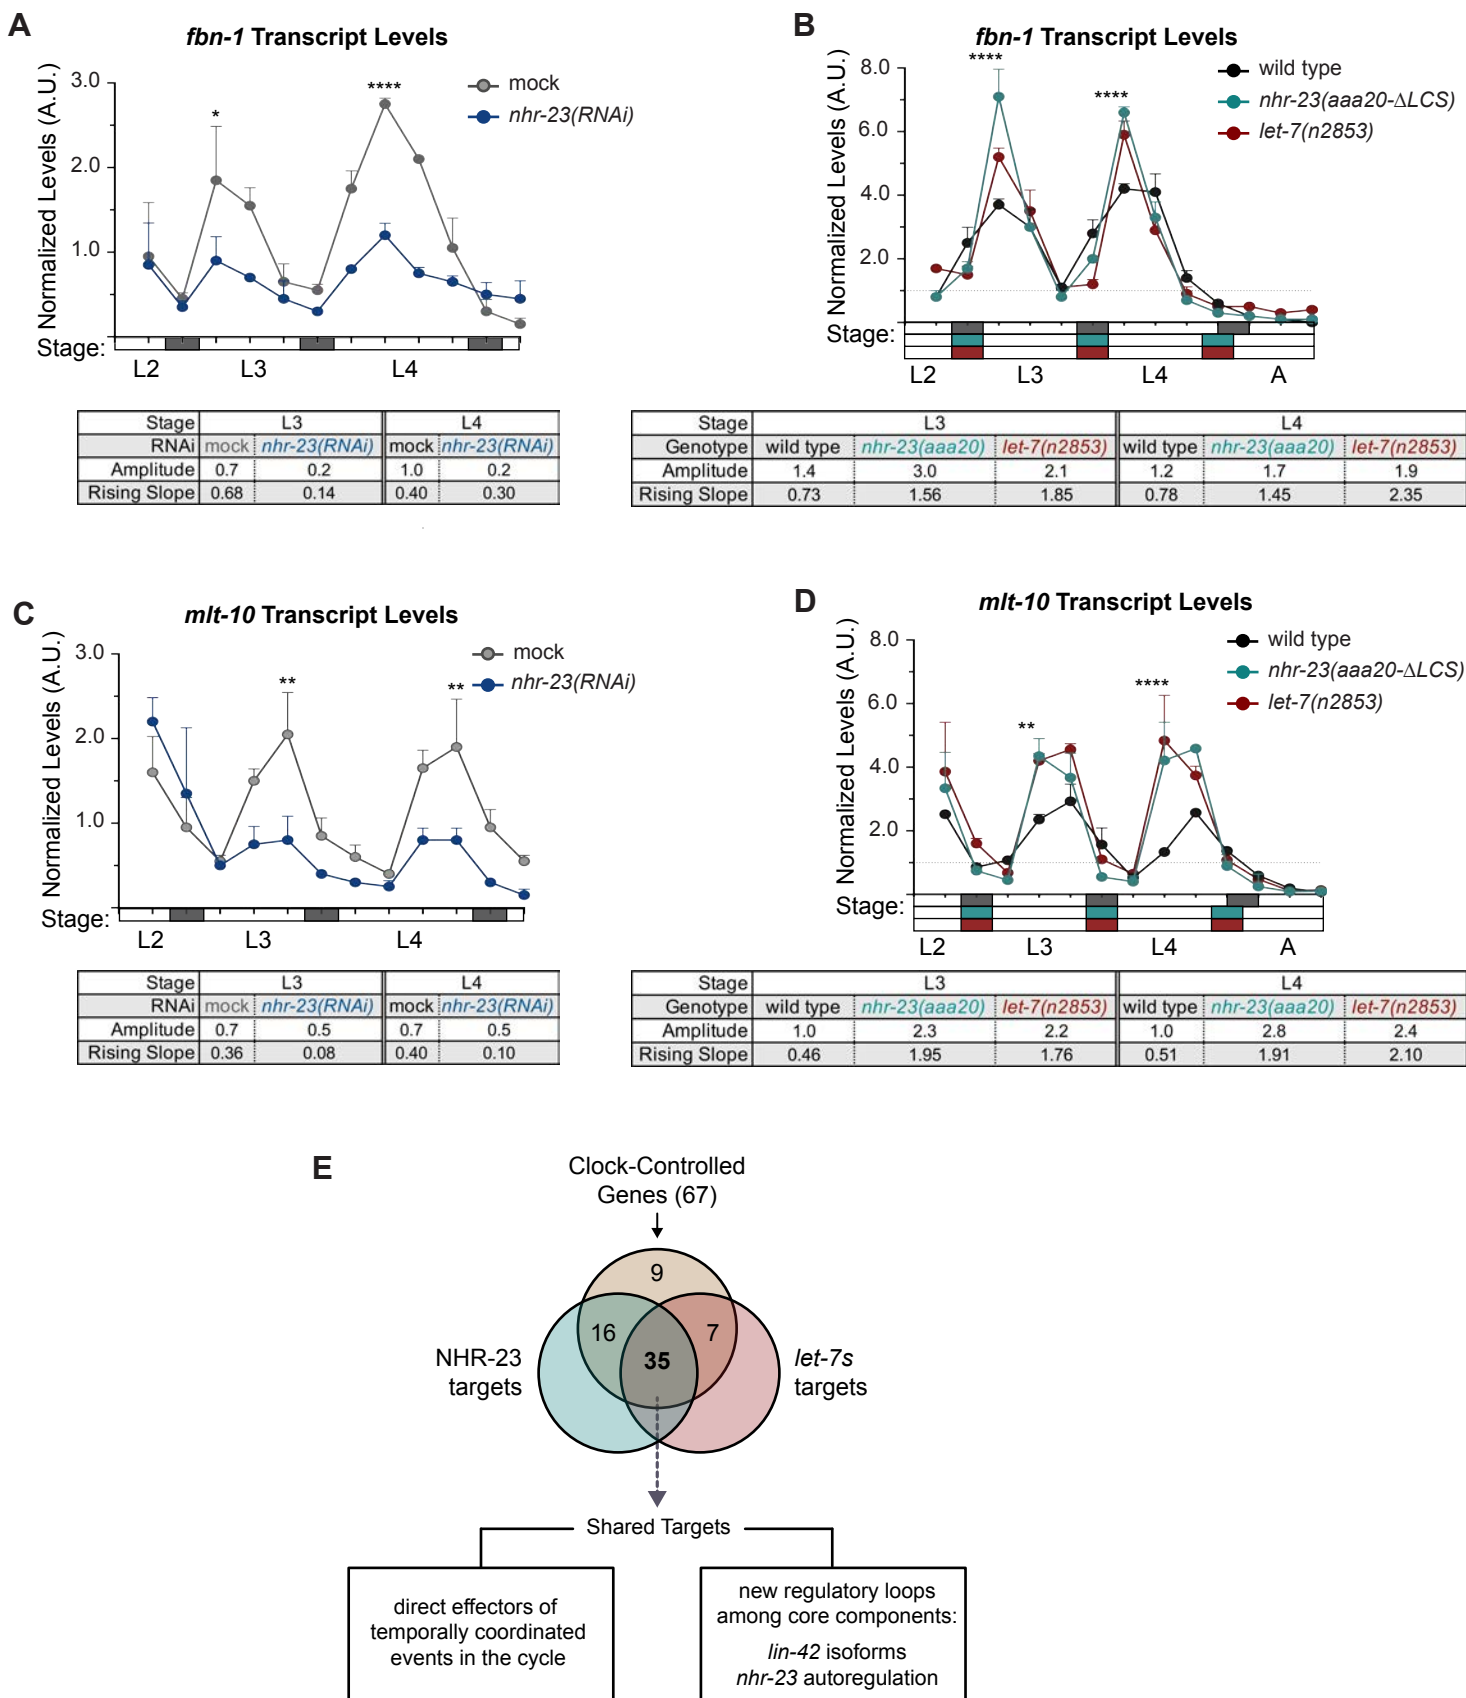 A
fbn-1 Transcript Levels
Normalized Levels (A.U.)
3.0
2.0
1.0
* ****
mock
nhr-23(RNAi)
Stage:
L2 L3 L4
Stage L3 L4
RNAi mock nhr-23(RNAi) mock nhr-23(RNAi)
Amplitude 0.7 0.2 1.0 0.2
Rising Slope 0.68 0.14 0.40 0.30
B
fbn-1 Transcript Levels
Normalized Levels (A.U.)
8.0
6.0
4.0
2.0
**** ****
wild type
nhr-23(aaa20-ΔLCS)
let-7(n2853)
L2 L3 L4 A
Stage:
Stage L3 L4
Genotype wild type nhr-23(aaa20) let-7(n2853) wild type nhr-23(aaa20) let-7(n2853)
Amplitude 1.4 3.0 2.1 1.2 1.7 1.9
Rising Slope 0.73 1.56 1.85 0.78 1.45 2.35
C
mlt-10 Transcript Levels
Normalized Levels (A.U.)
3.0
2.0
1.0
** **
mock
nhr-23(RNAi)
Stage:
L2 L3 L4
Stage L3 L4
RNAi mock nhr-23(RNAi) mock nhr-23(RNAi)
Amplitude 0.7 0.5 0.7 0.5
Rising Slope 0.36 0.08 0.40 0.10
D
mlt-10 Transcript Levels
Normalized Levels (A.U.)
8.0
6.0
4.0
2.0
** ****
wild type
nhr-23(aaa20-ΔLCS)
let-7(n2853)
Stage:
L2 L3 L4 A
Stage L3 L4
Genotype wild type nhr-23(aaa20) let-7(n2853) wild type nhr-23(aaa20) let-7(n2853)
Amplitude 1.0 2.3 2.2 1.0 2.8 2.4
Rising Slope 0.46 1.95 1.76 0.51 1.91 2.10
E
Clock-Controlled
Genes (67)
9
16 7
35
NHR-23
targets
let-7s
targets
Shared Targets
direct effectors of
temporally coordinated
events in the cycle
new regulatory loops
among core components:
lin-42 isoforms
nhr-23 autoregulation